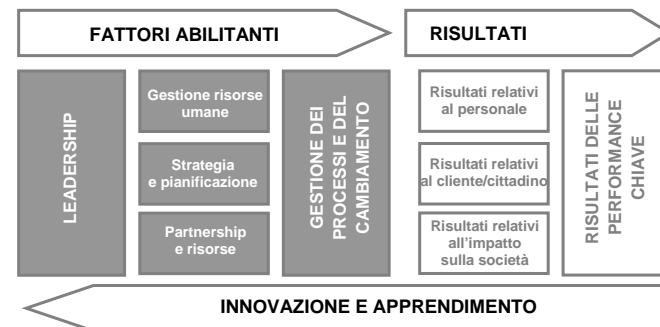 FATTORI ABILITANTI
RISULTATI
LEADERSHIP
Gestione risorse
umane
Strategia
e pianificazione
Partnership
e risorse
GESTIONE DEI
PROCESSI E DEL
CAMBIAMENTO
Risultati relativi
al personale
Risultati relativi
al cliente/cittadino
Risultati relativi
all'impatto
sulla società
RISULTATI DELLE
PERFORMANCE
CHIAVE
INNOVAZIONE E APPRENDIMENTO